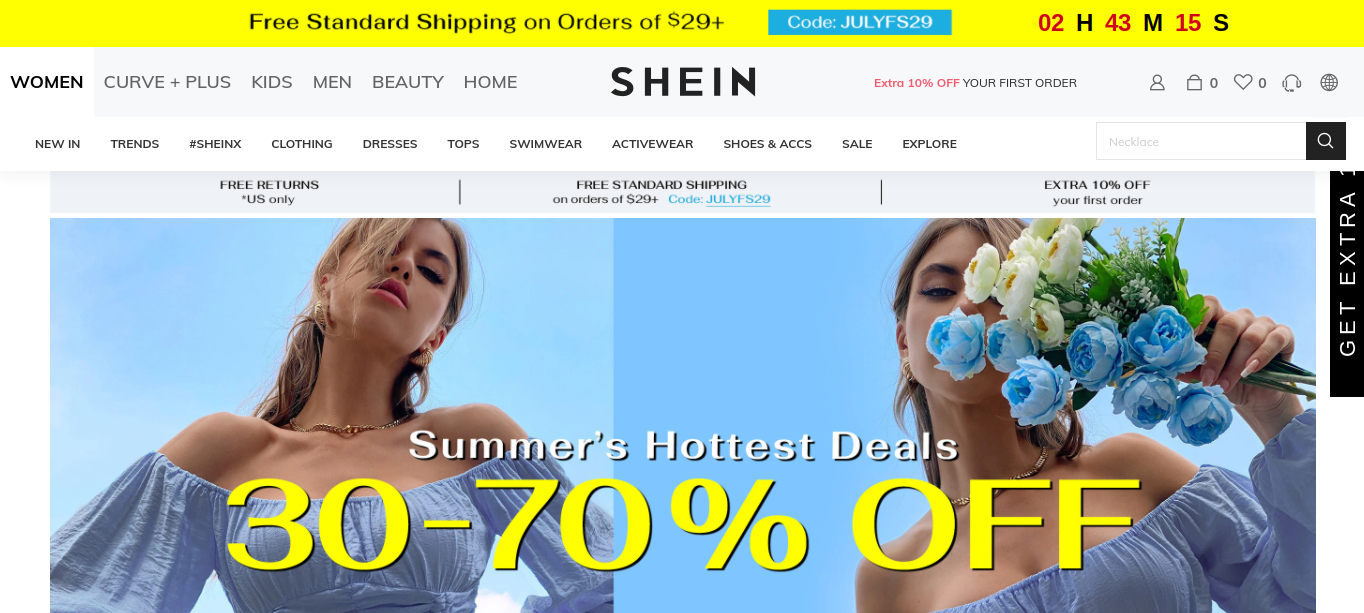 Free Standard Shipping on Orders of $29+ Code: JULYFS29 02 H 43 M 15 S
WOMEN CURVE + PLUS KIDS MEN BEAUTY HOME SHEIN Extra 10% OFF YOUR FIRST ORDER 0 0
NEW IN TRENDS #SHEINX CLOTHING DRESSES TOPS SWIMWEAR ACTIVEWEAR SHOES & ACCS SALE EXPLORE Necklace
FREE RETURNS
*US only
FREE STANDARD SHIPPING
on orders of $29+ Code: JULYFS29
EXTRA 10% OFF
your first order
GET EXTRA
Summer's Hottest Deals
30-70% OFF